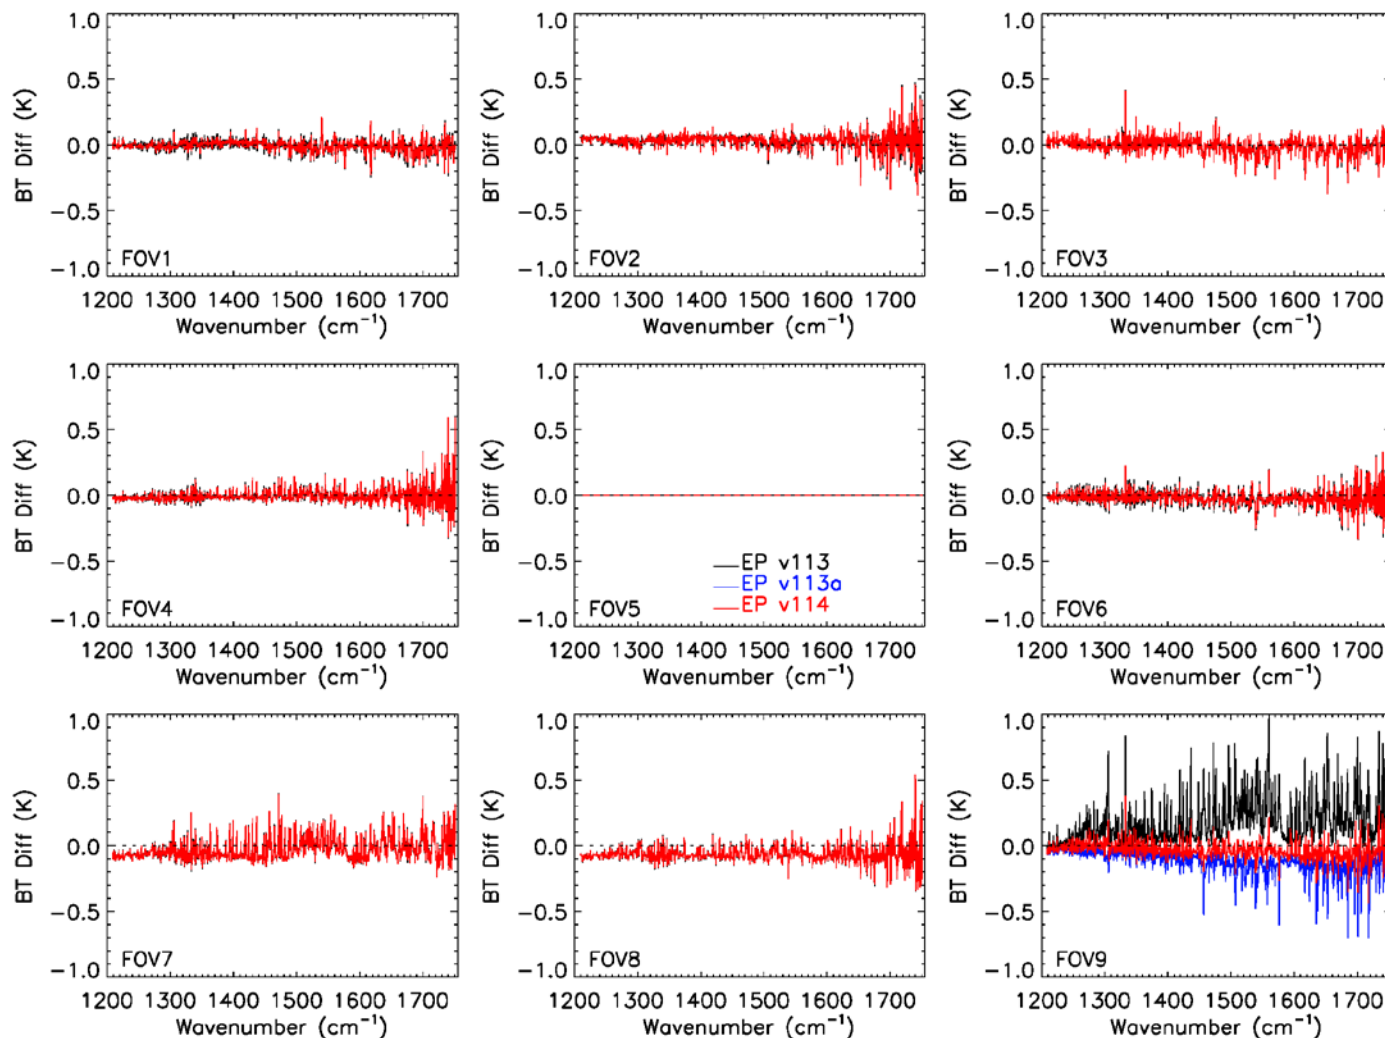 1.0 1.0 1.0
0.5 0.5 0.5
0.0 0.0 0.0
−0.5 −0.5 −0.5
−1.0 −1.0 −1.0
BT Diff (K) BT Diff (K) BT Diff (K)
FOV1 FOV2 FOV3
1200 1300 1400 1500 1600 1700 1200 1300 1400 1500 1600 1700 1200 1300 1400 1500 1600 1700
Wavenumber (cm⁻¹) Wavenumber (cm⁻¹) Wavenumber (cm⁻¹)
1.0 1.0 1.0
0.5 0.5 0.5
0.0 0.0 0.0
−0.5 −0.5 −0.5
−1.0 −1.0 −1.0
BT Diff (K) BT Diff (K) BT Diff (K)
EP v113
EP v113a
EP v114
FOV4 FOV5 FOV6
1200 1300 1400 1500 1600 1700 1200 1300 1400 1500 1600 1700 1200 1300 1400 1500 1600 1700
Wavenumber (cm⁻¹) Wavenumber (cm⁻¹) Wavenumber (cm⁻¹)
1.0 1.0 1.0
0.5 0.5 0.5
0.0 0.0 0.0
−0.5 −0.5 −0.5
−1.0 −1.0 −1.0
BT Diff (K) BT Diff (K) BT Diff (K)
FOV7 FOV8 FOV9
1200 1300 1400 1500 1600 1700 1200 1300 1400 1500 1600 1700 1200 1300 1400 1500 1600 1700
Wavenumber (cm⁻¹) Wavenumber (cm⁻¹) Wavenumber (cm⁻¹)